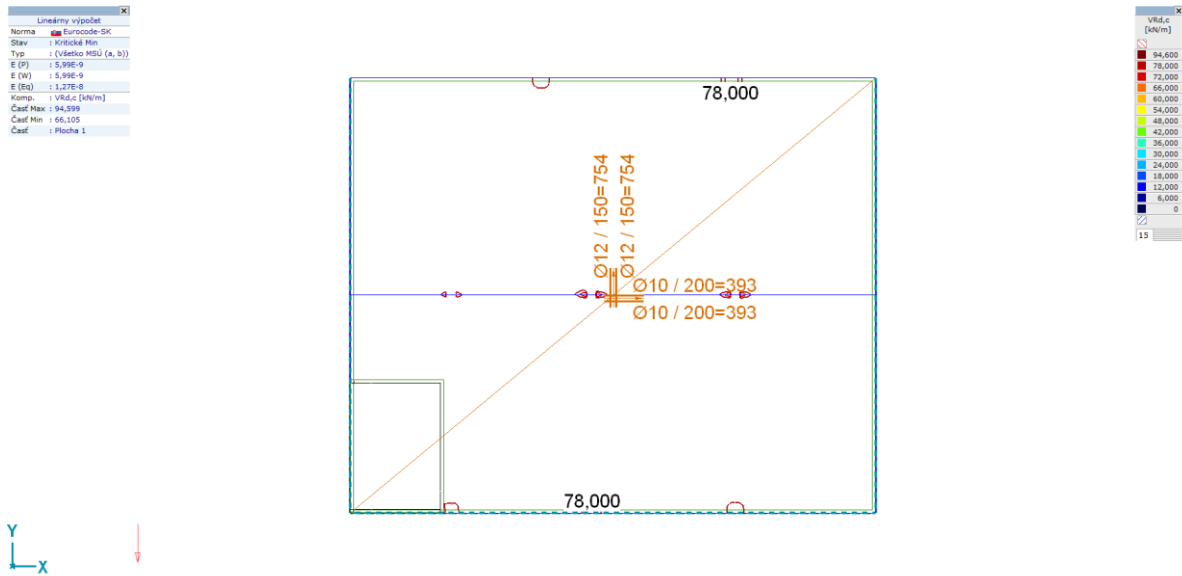 Lineárny výpočet
Norma Eurocode-SK
Stav : Kritické Min
Typ : (Všetko MSÚ (a, b))
E (P) : 5,99E-9
E (W) : 5,99E-9
E (Eq) : 1,27E-8
Komp. : VRd,c [kN/m]
Časť Max : 94,599
Časť Min : 66,105
Časť : Plocha 1
VRd,c
[kN/m]
94,600
78,000
72,000
66,000
60,000
54,000
48,000
42,000
36,000
30,000
24,000
18,000
12,000
6,000
0
15
78,000
Ø12 / 150=754
Ø12 / 150=754
Ø10 / 200=393
Ø10 / 200=393
78,000
Y
X